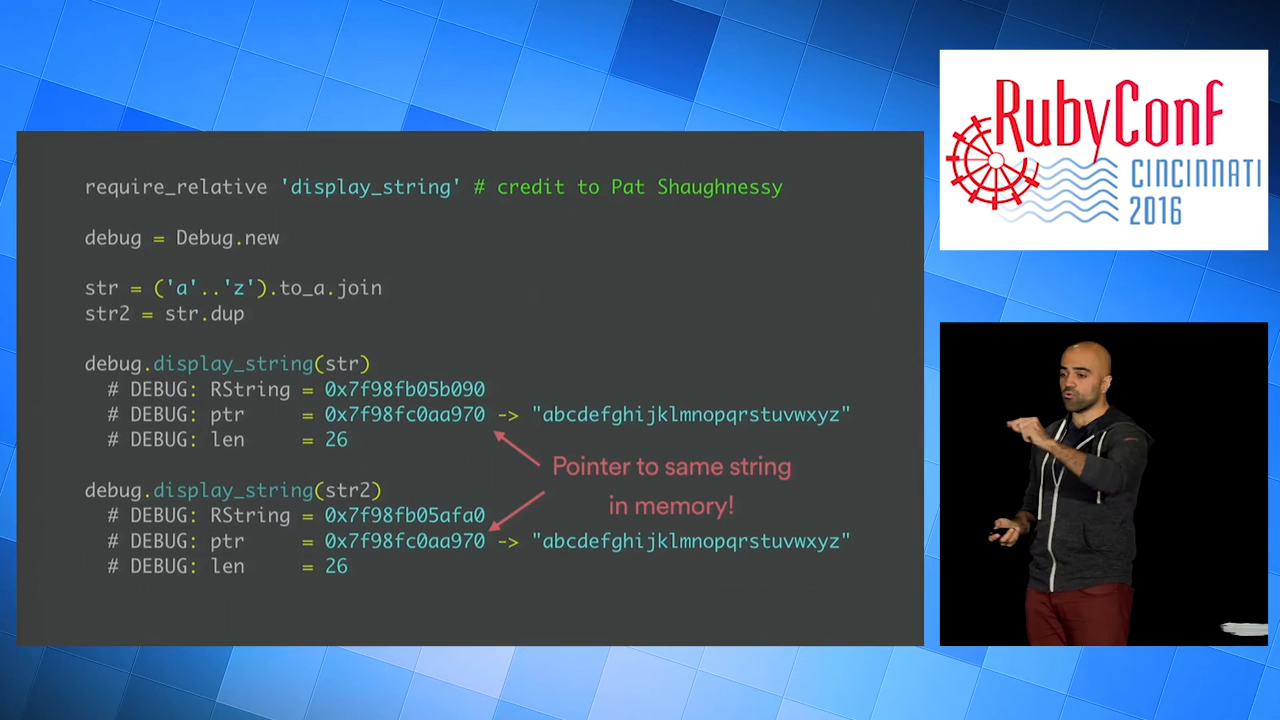 require_relative 'display_string' # credit to Pat Shaughnessy
debug = Debug.new
str = ('a'..'z').to_a.join
str2 = str.dup
debug.display_string(str)
# DEBUG: RString = 0x7f98fb05b090
# DEBUG: ptr = 0x7f98fc0aa970 -> "abcdefghijklmnopqrstuvwxyz"
# DEBUG: len = 26
Pointer to same string
in memory!
debug.display_string(str2)
# DEBUG: RString = 0x7f98fb05afa0
# DEBUG: ptr = 0x7f98fc0aa970 -> "abcdefghijklmnopqrstuvwxyz"
# DEBUG: len = 26
RubyConf
CINCINNATI
2016